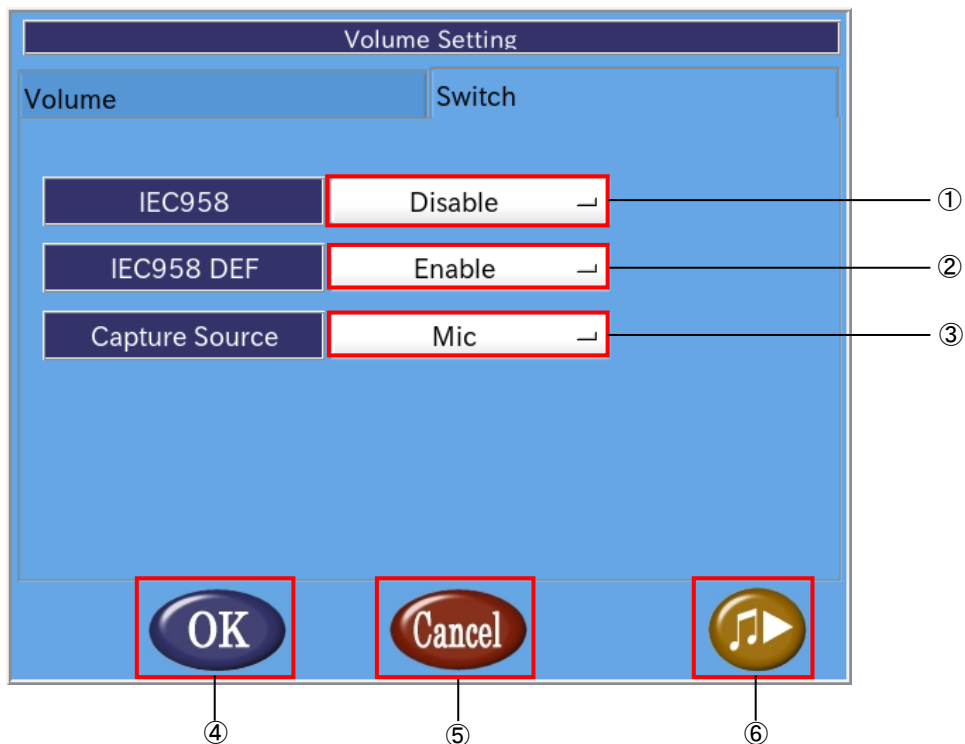 Volume Setting
Volume
Switch
IEC958
Disable
①
IEC958 DEF
Enable
②
Capture Source
Mic
③
OK
Cancel
④
⑤
⑥